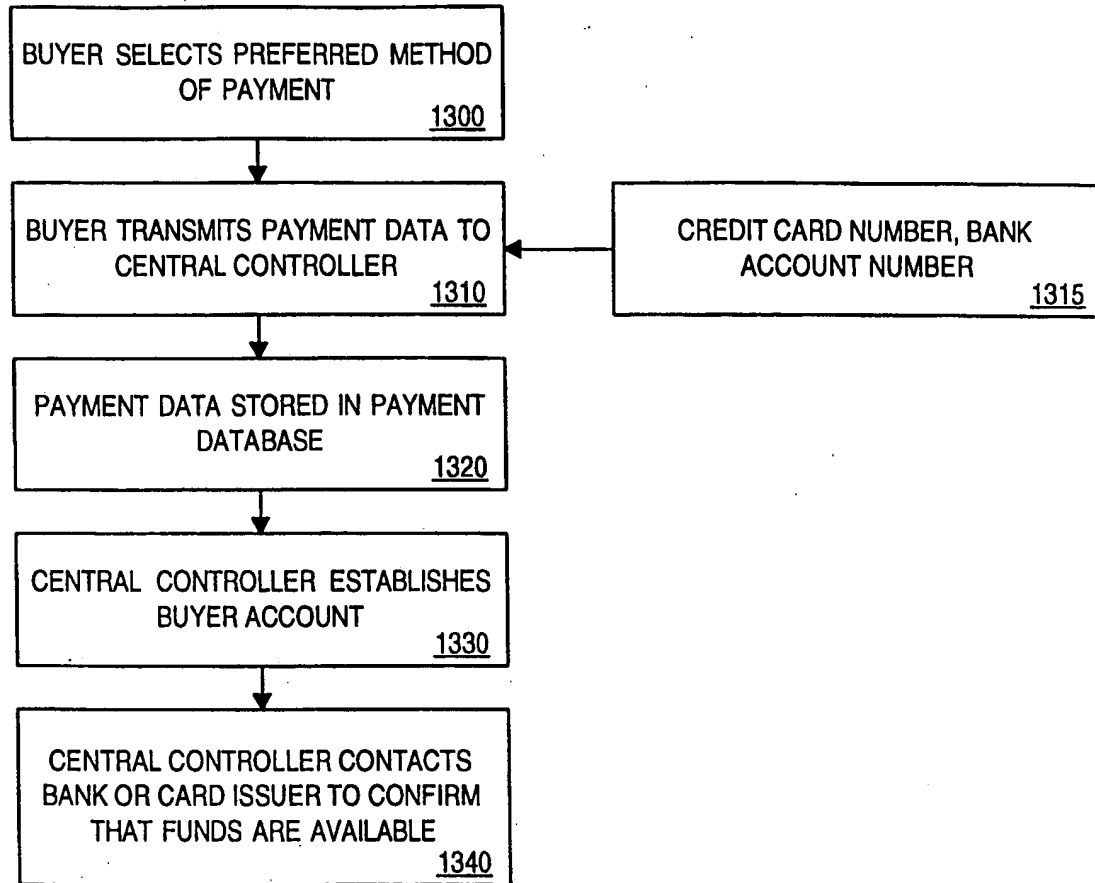 BUYER SELECTS PREFERRED METHOD
OF PAYMENT
1300
BUYER TRANSMITS PAYMENT DATA TO
CENTRAL CONTROLLER
1310
CREDIT CARD NUMBER, BANK
ACCOUNT NUMBER
1315
PAYMENT DATA STORED IN PAYMENT
DATABASE
1320
CENTRAL CONTROLLER ESTABLISHES
BUYER ACCOUNT
1330
CENTRAL CONTROLLER CONTACTS
BANK OR CARD ISSUER TO CONFIRM
THAT FUNDS ARE AVAILABLE
1340